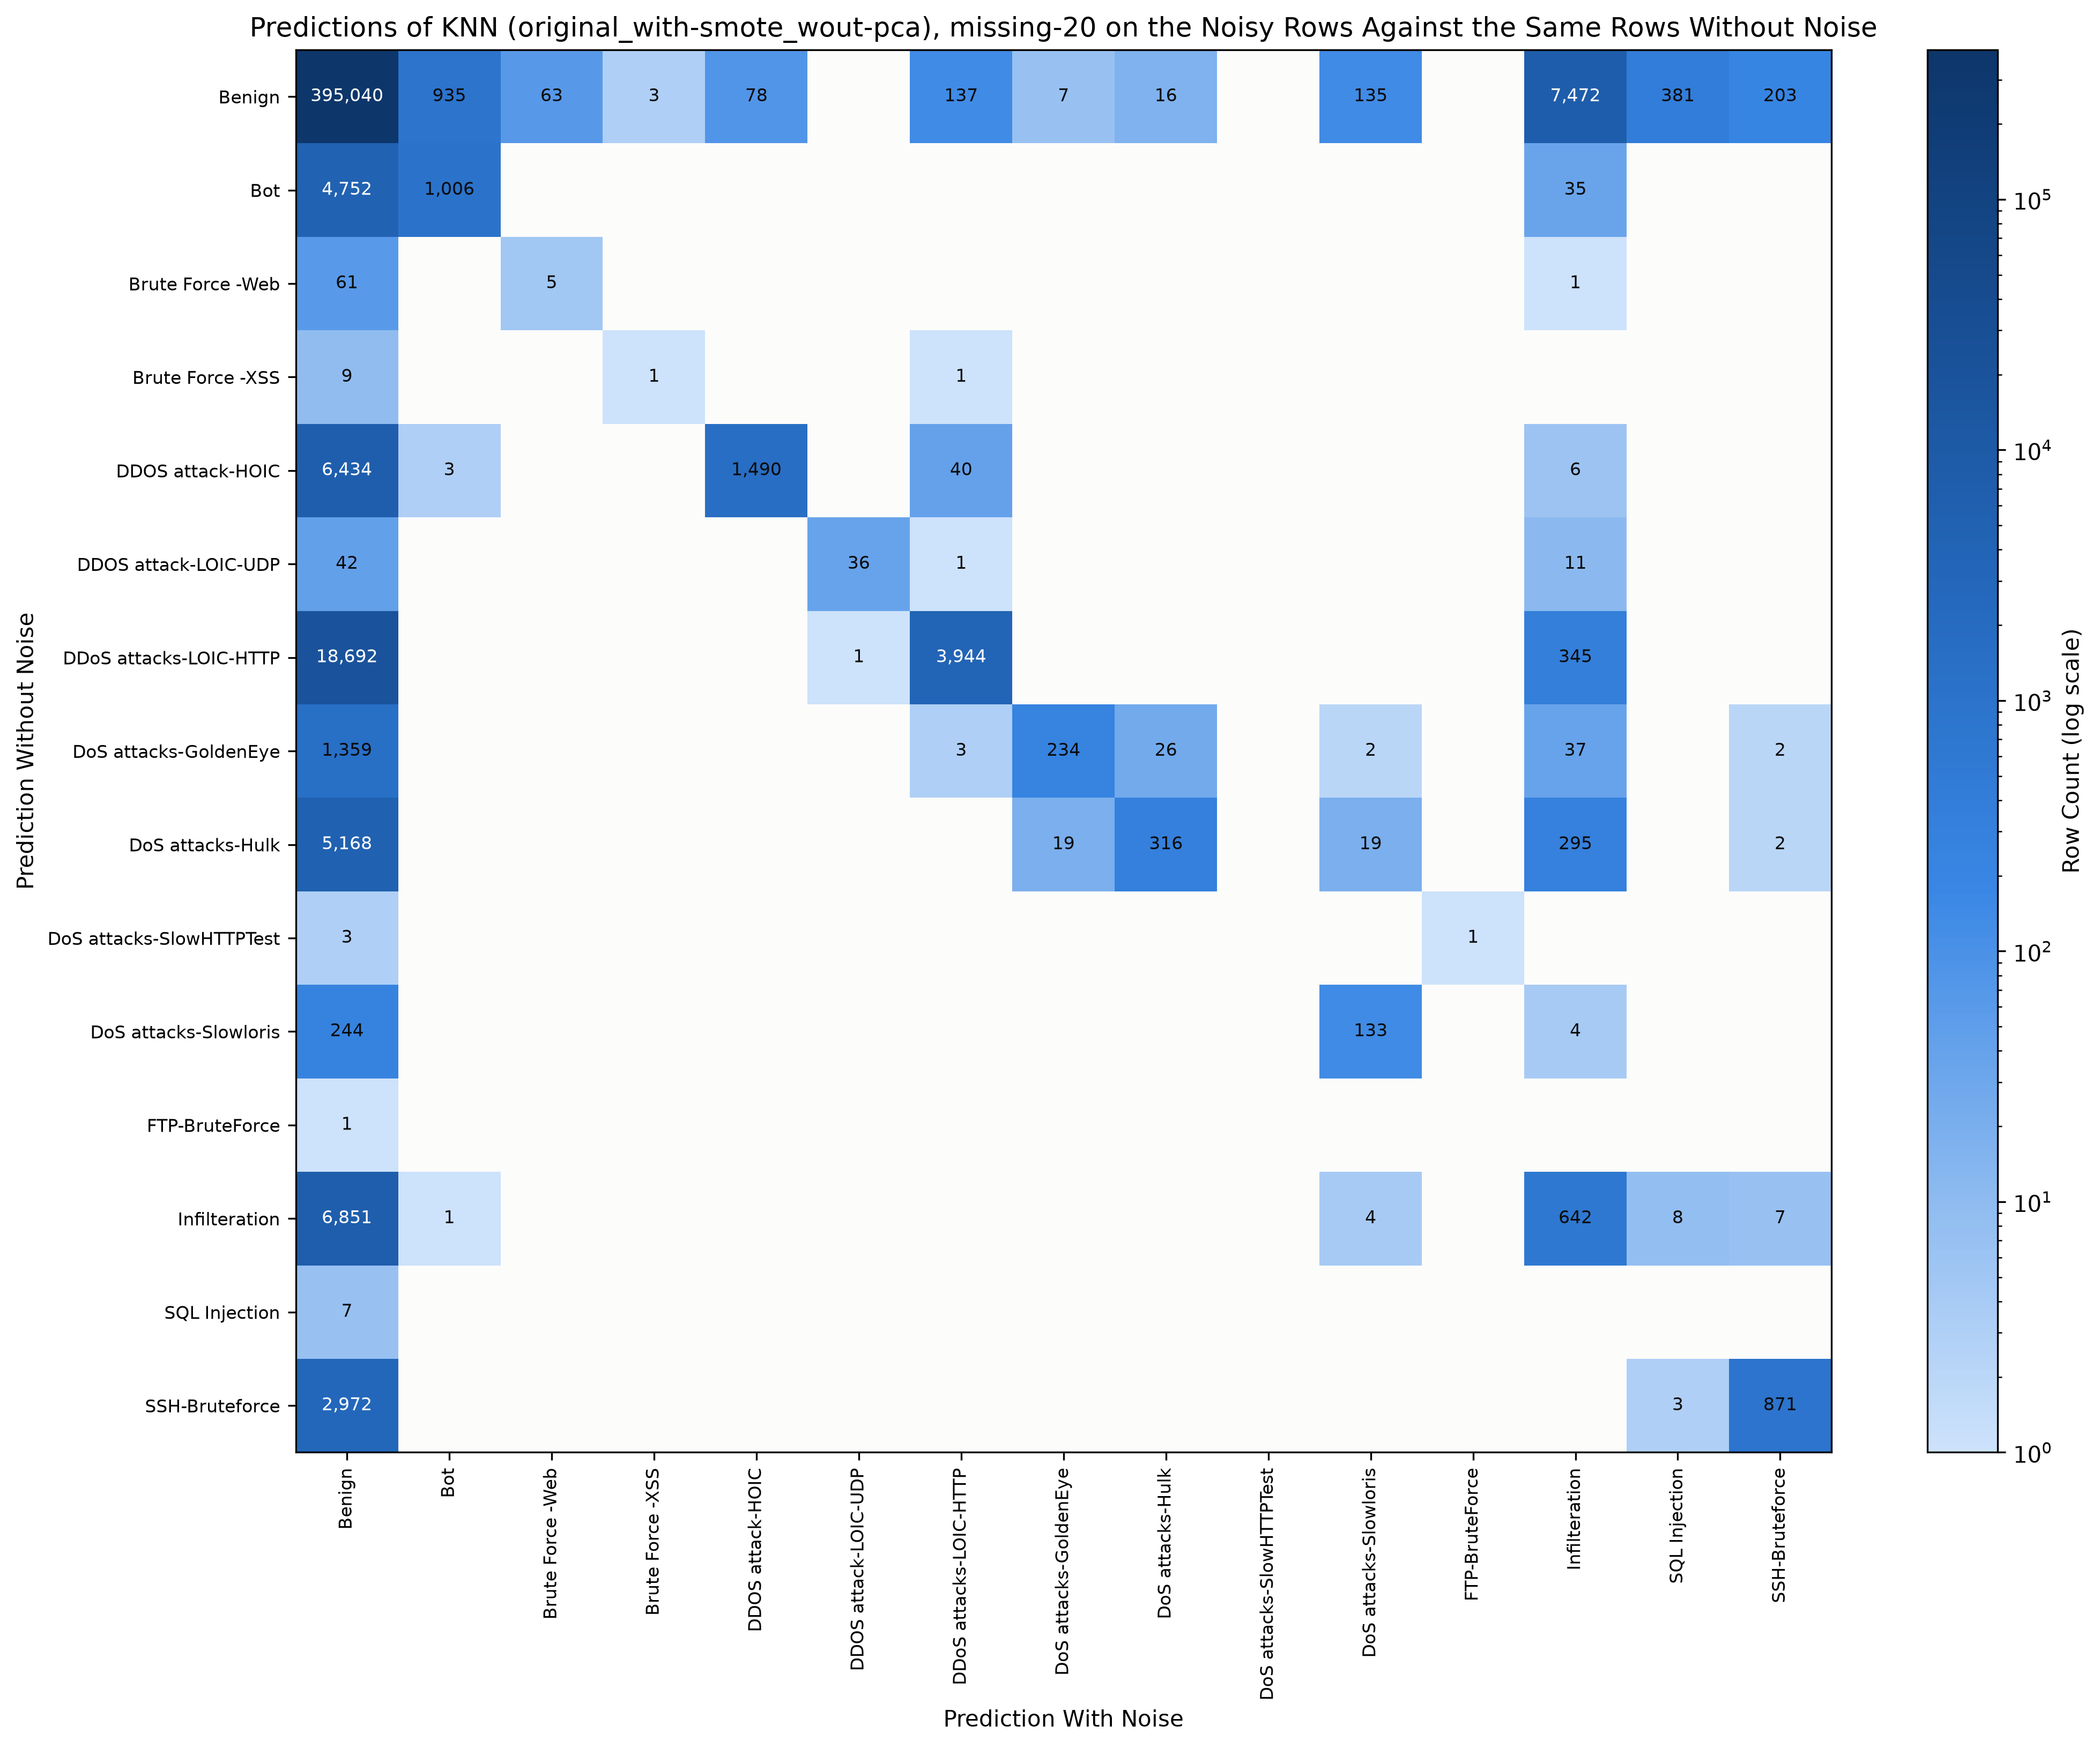 Predictions of KNN (original_with-smote_wout-pca), missing-20 on the Noisy Rows Against the Same Rows Without Noise
Benign 395,040 935 63 3 78 137 7 16 135 7,472 381 203
Bot 4,752 1,006 35
Brute Force -Web 61 5 1
Brute Force -XSS 9 1 1
DDOS attack-HOIC 6,434 3 1,490 40 6
DDOS attack-LOIC-UDP 42 36 1 11
DDoS attacks-LOIC-HTTP 18,692 1 3,944 345
DoS attacks-GoldenEye 1,359 3 234 26 2 37 2
DoS attacks-Hulk 5,168 19 316 19 295 2
DoS attacks-SlowHTTPTest 3 1
DoS attacks-Slowloris 244 133 4
FTP-BruteForce 1
Infilteration 6,851 1 4 642 8 7
SQL Injection 7
SSH-Bruteforce 2,972 3 871
Prediction Without Noise
Benign
Bot
Brute Force -Web
Brute Force -XSS
DDOS attack-HOIC
DDOS attack-LOIC-UDP
DDoS attacks-LOIC-HTTP
DoS attacks-GoldenEye
DoS attacks-Hulk
DoS attacks-SlowHTTPTest
DoS attacks-Slowloris
FTP-BruteForce
Infilteration
SQL Injection
SSH-Bruteforce
Prediction With Noise
10⁵
10⁴
10³
10²
10¹
10⁰
Row Count (log scale)